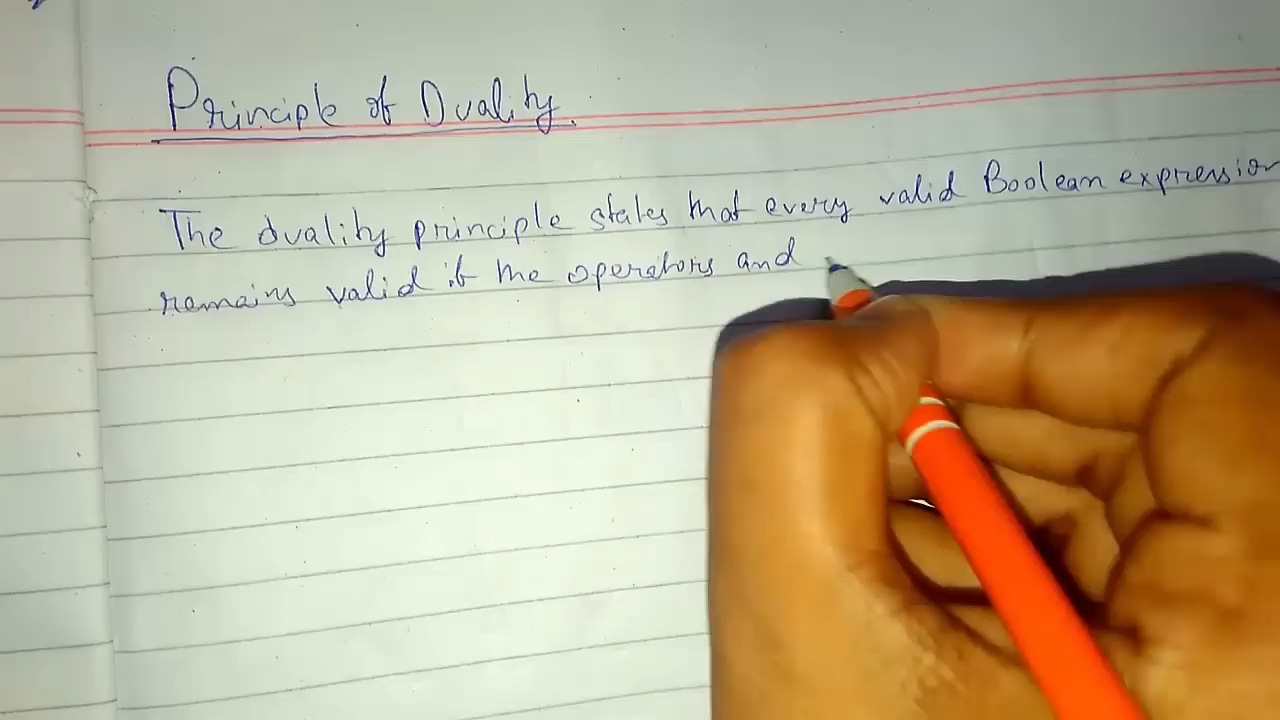 Principle of Duality.
The duality principle states that every valid Boolean expression
remains valid if the operators and